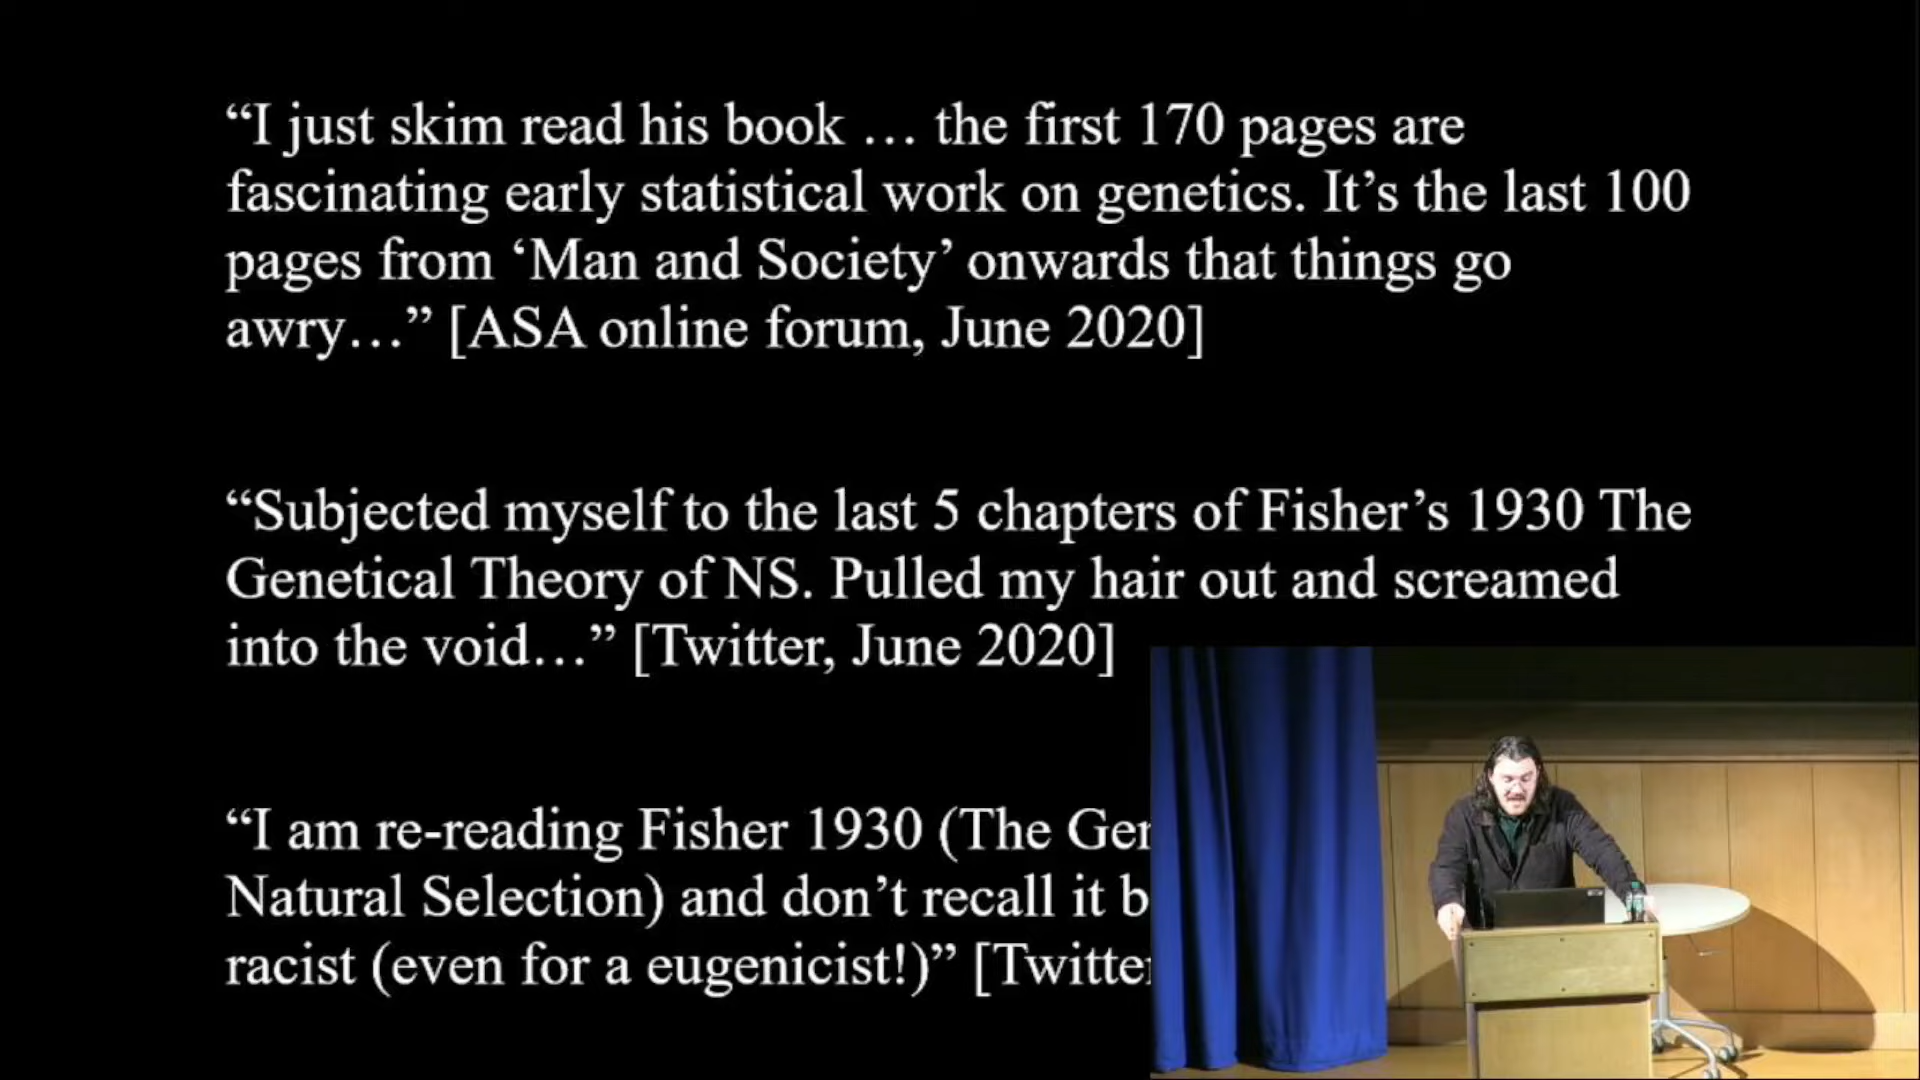 “I just skim read his book … the first 170 pages are
fascinating early statistical work on genetics. It’s the last 100
pages from ‘Man and Society’ onwards that things go
awry…” [ASA online forum, June 2020]
“Subjected myself to the last 5 chapters of Fisher’s 1930 The
Genetical Theory of NS. Pulled my hair out and screamed
into the void…” [Twitter, June 2020]
“I am re-reading Fisher 1930 (The
Natural Selection) and don’t recall it
racist (even for a eugenicist!)”